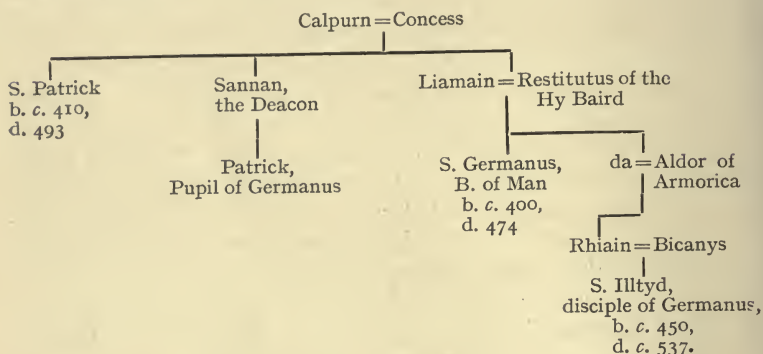 Calpurn=Concess
S. Patrick
b. c. 410,
d. 493
Sannan,
the Deacon
Liamain=Restitutus of the
Hy Baird
Patrick,
Pupil of Germanus
S. Germanus,
B. of Man
b. c. 400,
d. 474
da=Aldor of
Armorica
Rhiain=Bicanys
S. Illtyd,
disciple of Germanus,
b. c. 450,
d. c. 537.